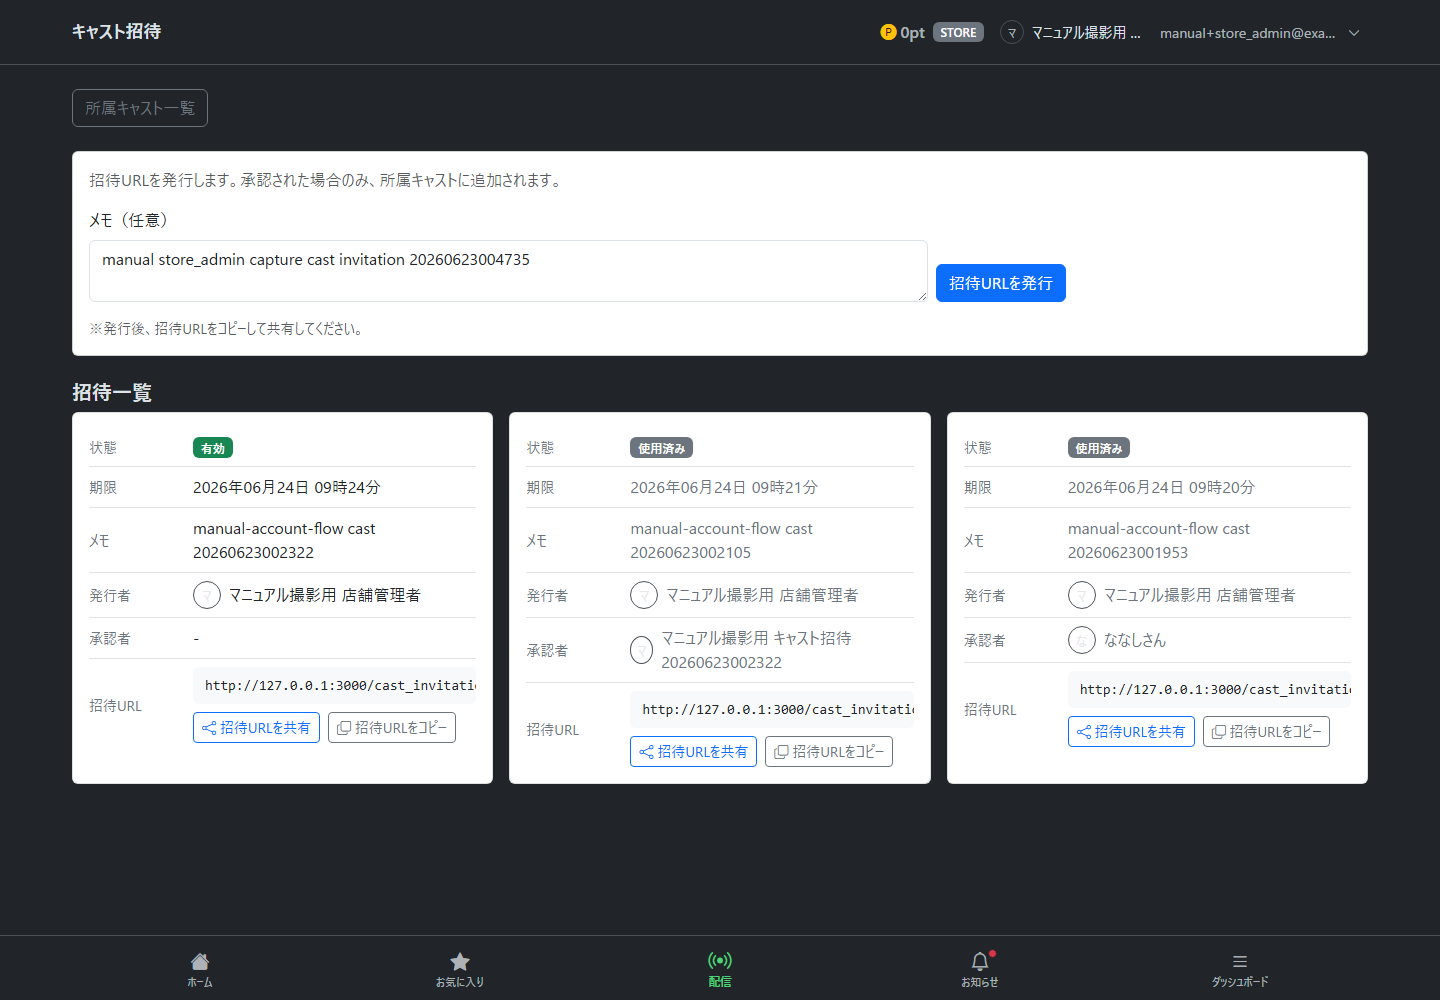 キャスト招待
P 0pt STORE マ マニュアル撮影用 ... manual+store_admin@exa...
所属キャスト一覧
招待URLを発行します。承認された場合のみ、所属キャストに追加されます。
メモ（任意）
manual store_admin capture cast invitation 20260623004735
招待URLを発行
※発行後、招待URLをコピーして共有してください。
招待一覧
状態 有効
期限 2026年06月24日 09時24分
メモ manual-account-flow cast
20260623002322
発行者 マ マニュアル撮影用 店舗管理者
承認者 -
招待URL http://127.0.0.1:3000/cast_invitatio
招待URLを共有 招待URLをコピー
状態 使用済み
期限 2026年06月24日 09時21分
メモ manual-account-flow cast
20260623002105
発行者 マ マニュアル撮影用 店舗管理者
承認者 マ マニュアル撮影用 キャスト招待
20260623002322
招待URL http://127.0.0.1:3000/cast_invitatio
招待URLを共有 招待URLをコピー
状態 使用済み
期限 2026年06月24日 09時20分
メモ manual-account-flow cast
20260623001953
発行者 マ マニュアル撮影用 店舗管理者
承認者 な ななしさん
招待URL http://127.0.0.1:3000/cast_invitatio
招待URLを共有 招待URLをコピー
ホーム お気に入り 配信 お知らせ ダッシュボード